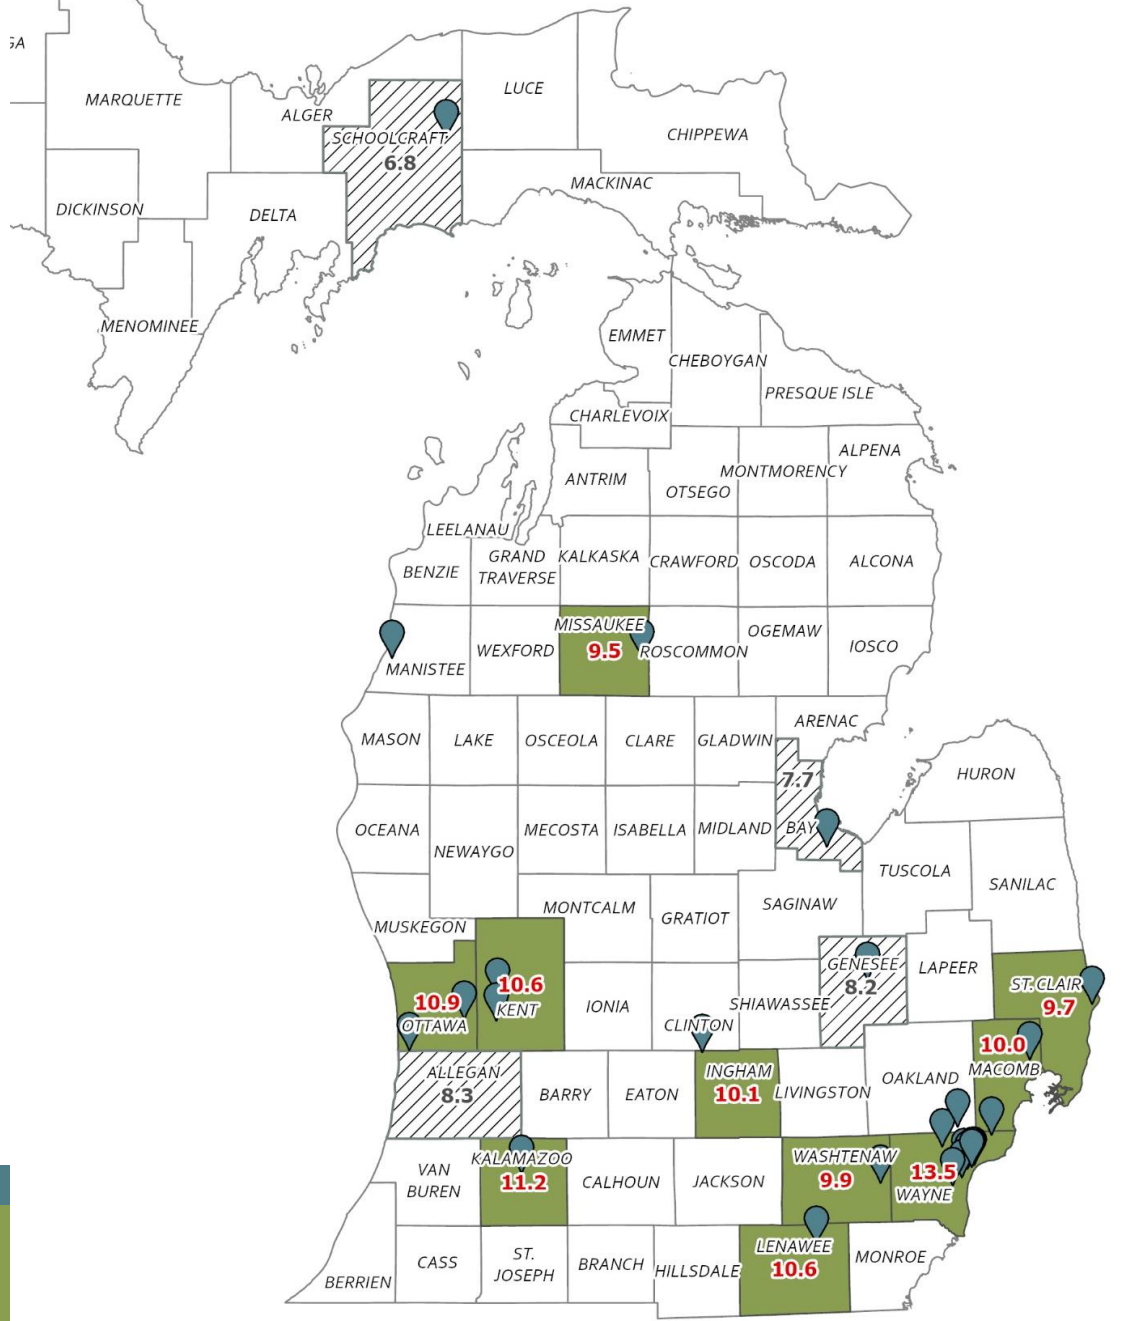 GA
MARQUETTE
ALGER
LUCE
SCHOOLCRAFT
6.8
CHIPPEWA
MACKINAC
DICKINSON
DELTA
MENOMINEE
EMMET
CHEBOYGAN
PRESQUE ISLE
CHARLEVOIX
ALPENA
ANTRIM
OTSEGO
MONTMORENCY
LEELANAU
BENZIE
GRAND
TRAVERSE
KALKASKA
CRAWFORD
OSCODA
ALCONA
MANISTEE
WEXFORD
MISSAUKEE
9.5
ROSCOMMON
OGEMAW
IOSCO
MASON
LAKE
OSCEOLA
CLARE
GLADWIN
ARENAC
7.7
BAY
HURON
OCEANA
NEWAYGO
MECOSTA
ISABELLA
MIDLAND
TUSCOLA
SANILAC
MUSKEGON
MONTCALM
GRATIOT
SAGINAW
10.9
OTTAWA
10.6
KENT
IONIA
CLINTON
SHIAWASSEE
GENESEE
8.2
LAPEER
ST. CLAIR
9.7
10.0
MACOMB
ALLEGAN
8.3
BARRY
EATON
INGHAM
10.1
LIVINGSTON
OAKLAND
VAN
BUREN
KALAMAZOO
11.2
CALHOUN
JACKSON
WASHTENAW
9.9
13.5
WAYNE
BERRIEN
CASS
ST.
JOSEPH
BRANCH
HILLSDALE
LENAWEE
10.6
MONROE